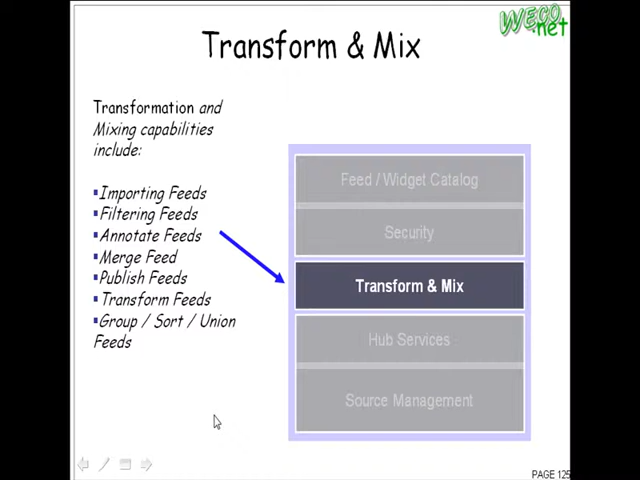 WECO
.net
Transform & Mix
Transformation and
Mixing capabilities
include:
▪Importing Feeds
▪Filtering Feeds
▪Annotate Feeds
▪Merge Feed
▪Publish Feeds
▪Transform Feeds
▪Group / Sort / Union
Feeds
Feed / Widget Catalog
Security
Transform & Mix
Hub Services
Source Management
PAGE 125